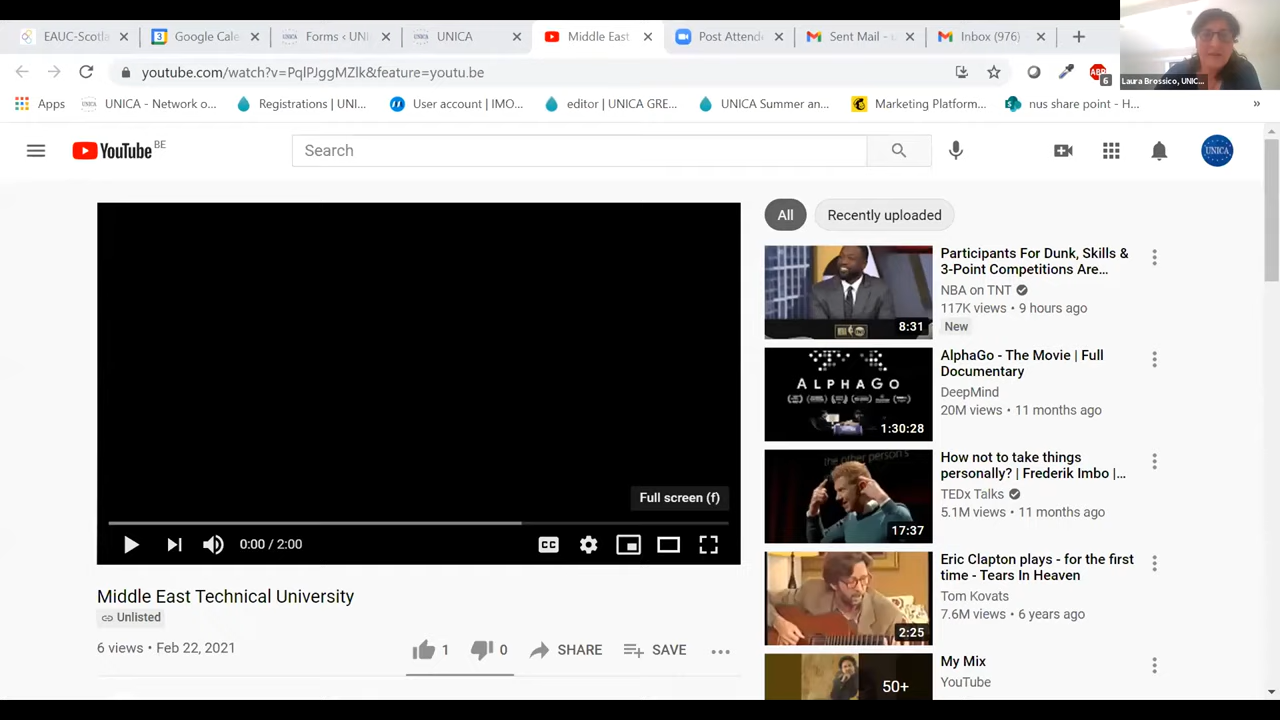 EAUC-Scotla
Google Cale
Forms ‹ UNI
UNICA
Middle East
Post Attende
Sent Mail - u
Inbox (976) -
youtube.com/watch?v=PqlPJggMZlk&feature=youtu.be
ABP
6
Laura Brossico, UNIC...
Apps
UNICA - Network o...
Registrations | UNI...
User account | IMO...
editor | UNICA GRE...
UNICA Summer an...
Marketing Platform...
nus share point - H...
»
YouTube BE
Search
UNICA
All
Recently uploaded
Participants For Dunk, Skills &
3-Point Competitions Are...
NBA on TNT
117K views • 9 hours ago
New
8:31
AlphaGo - The Movie | Full
Documentary
DeepMind
20M views • 11 months ago
ALPHAGO
1:30:28
How not to take things
personally? | Frederik Imbo |...
TEDx Talks
5.1M views • 11 months ago
the other person's
17:37
Eric Clapton plays - for the first
time - Tears In Heaven
Tom Kovats
7.6M views • 6 years ago
2:25
My Mix
YouTube
50+
Full screen (f)
0:00 / 2:00
CC
Middle East Technical University
Unlisted
6 views • Feb 22, 2021
1
0
SHARE
SAVE